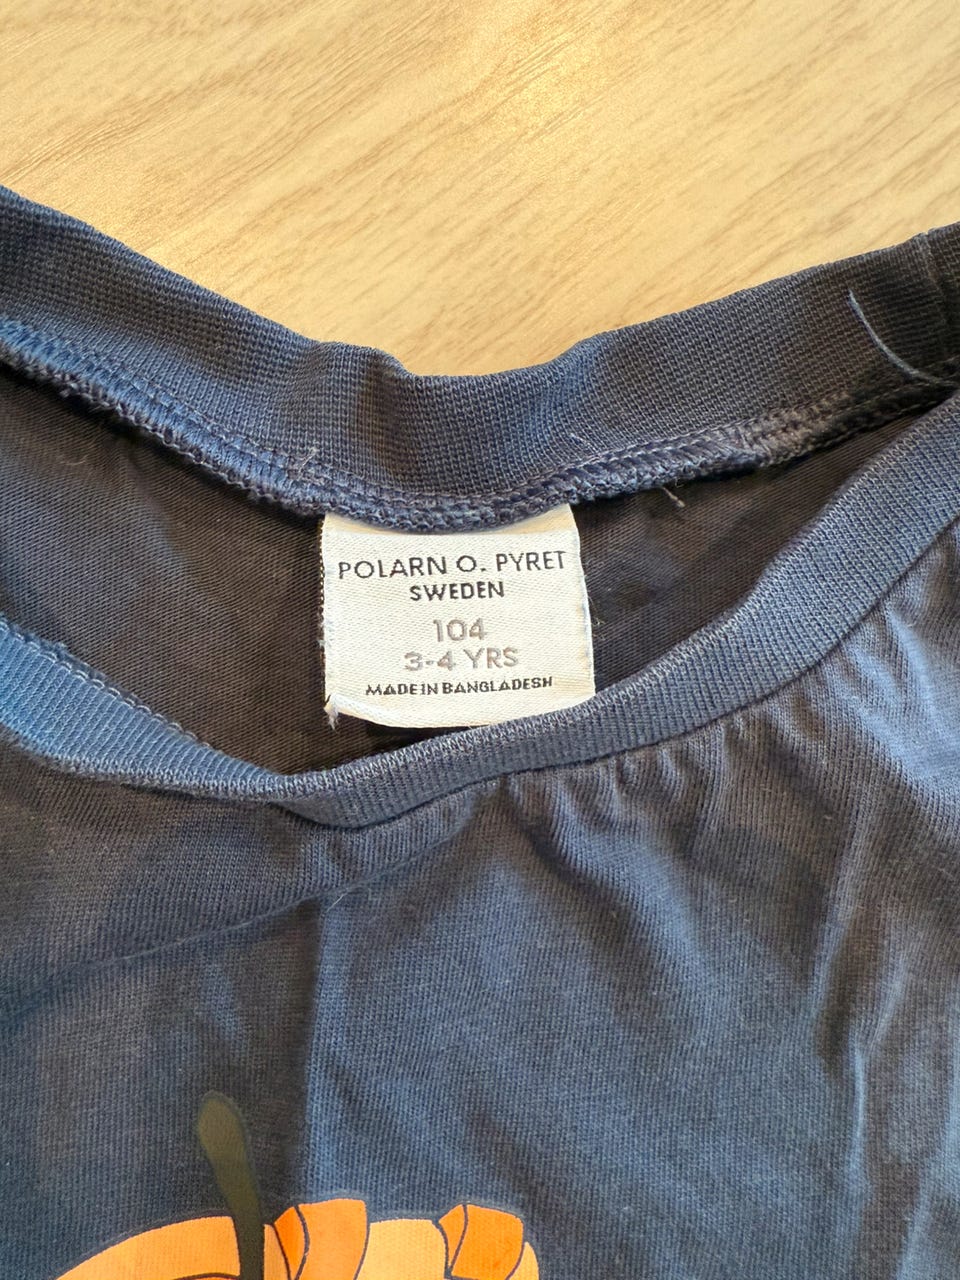 POLARN O. PYRET
SWEDEN
104
3-4 YRS
MADE IN BANGLADESH